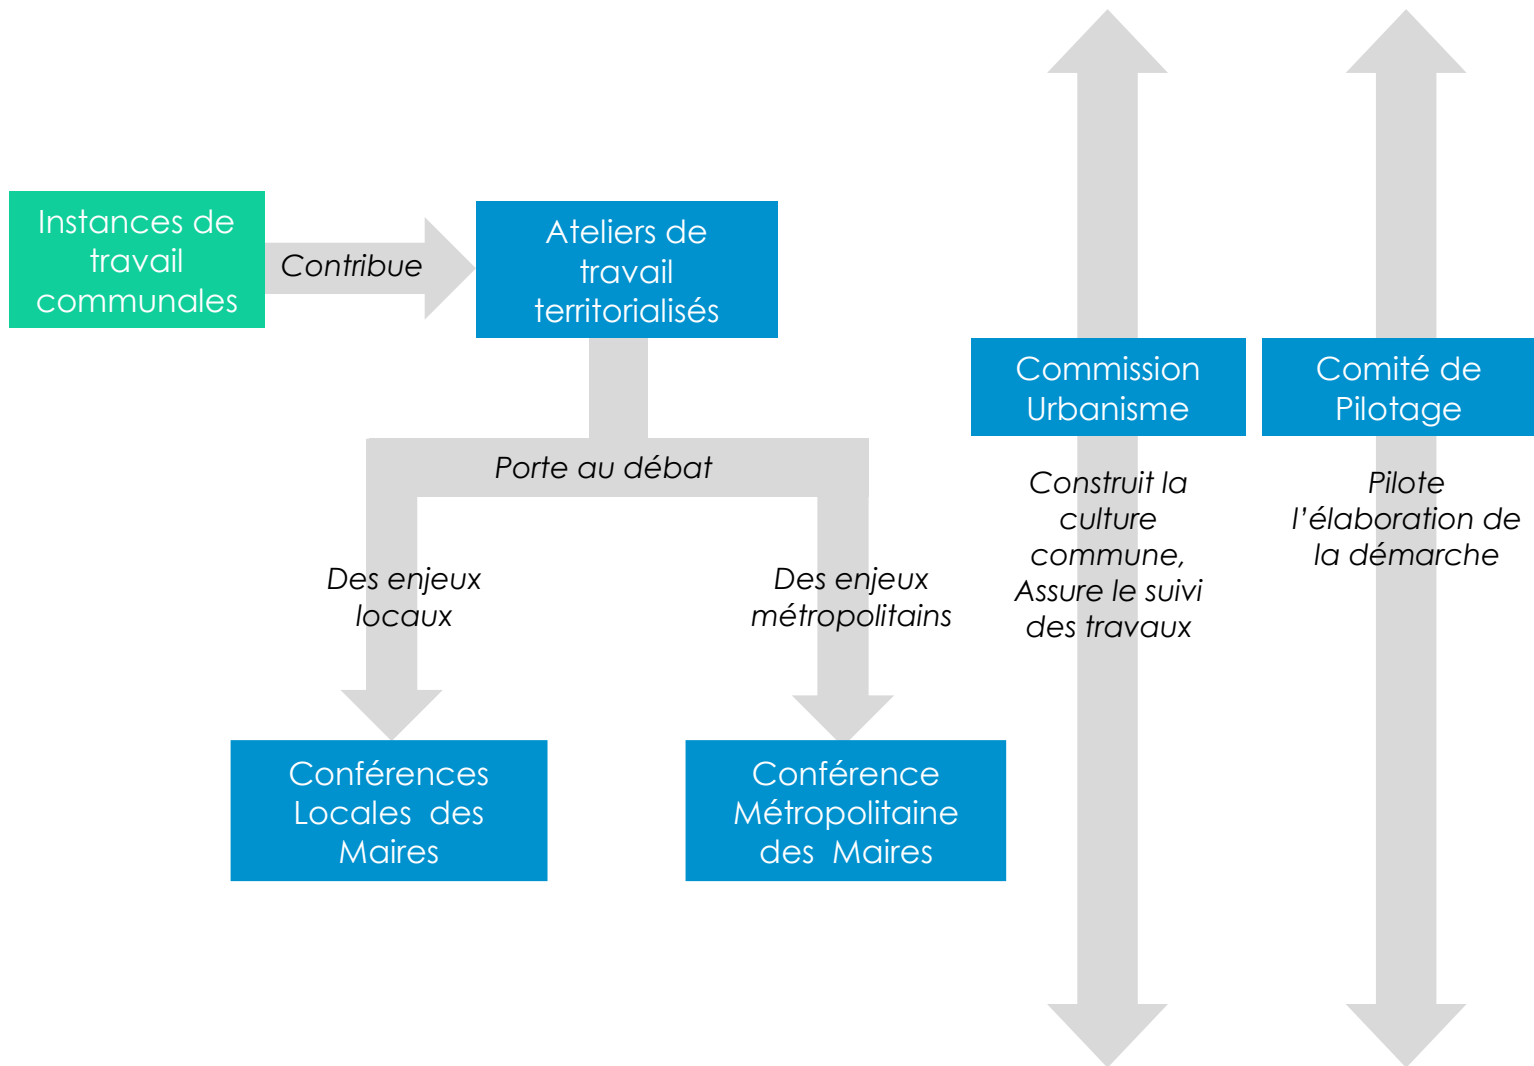 Instances de
travail
communales
Contribue
Ateliers de
travail
territorialisés
Porte au débat
Des enjeux
locaux
Des enjeux
métropolitains
Conférences
Locales des
Maires
Conférence
Métropolitaine
des Maires
Commission
Urbanisme
Construit la
culture
commune,
Assure le suivi
des travaux
Comité de
Pilotage
Pilote
l’élaboration de
la démarche